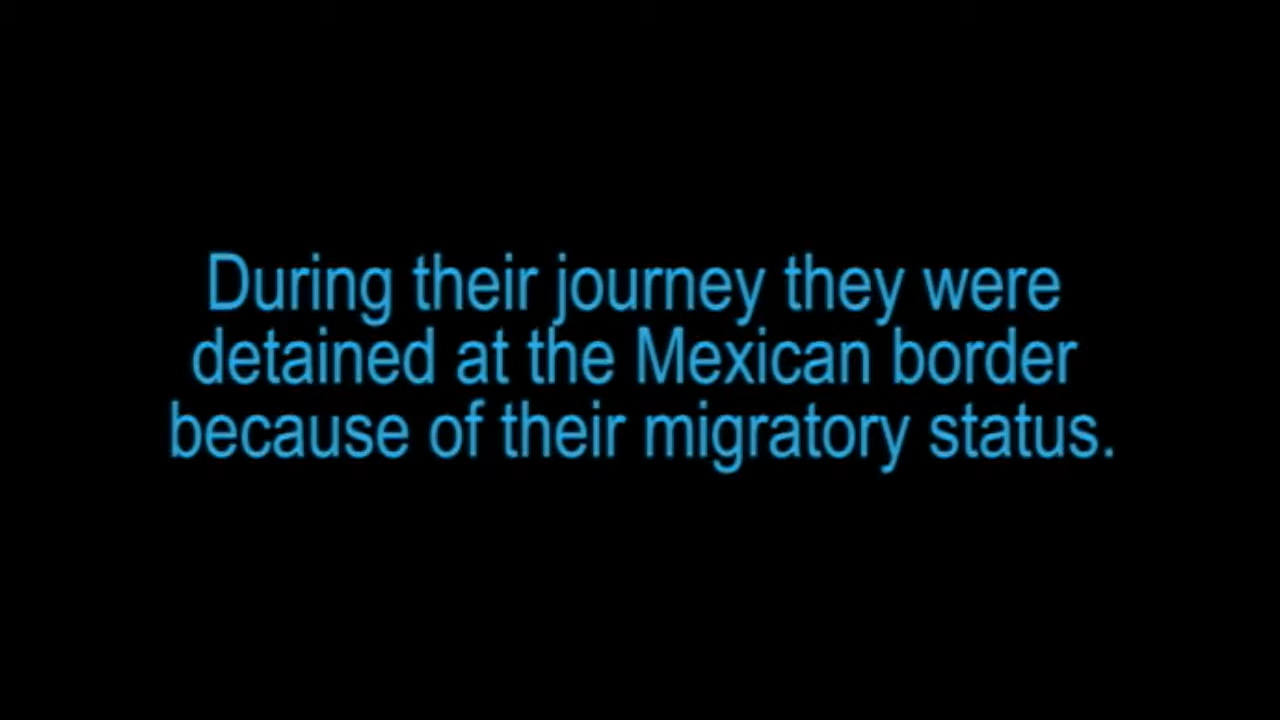 During their journey they were
detained at the Mexican border
because of their migratory status.